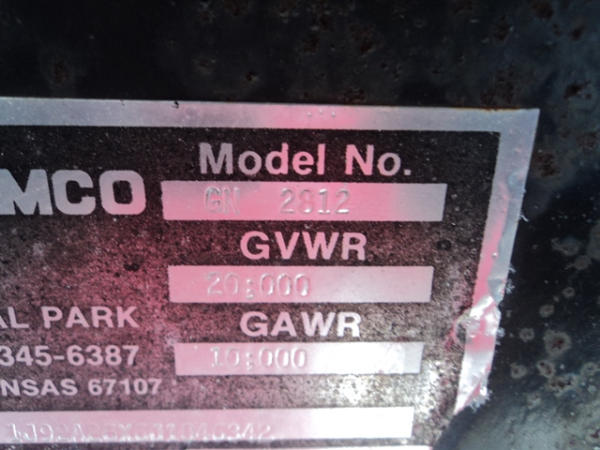 Model No.
MCO GN 2812
GVWR
20:000
AL PARK GAWR
345-6387 10:000
NSAS 67107